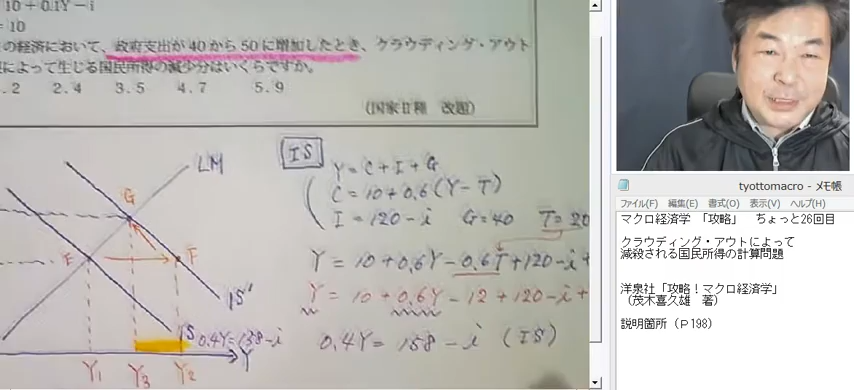 10 + 0.1Y − i
= 10
の経済において、政府支出が 40 から 50 に増加したとき、クラウディング・アウト
によって生じる国民所得の減少分はいくらですか。
. 2 2. 4 3. 5 4. 7 5. 9
(国家Ⅱ種 改題)
LM
G
E
F
IS'
IS 0.4Y=138−i
Y
Y1 Y3 Y2
IS
Y = C + I + G
C = 10 + 0.6 (Y − T)
I = 120 − i G = 40 T = 20
Y = 10 + 0.6Y − 0.6T + 120 − i +
Y = 10 + 0.6Y − 12 + 120 − i +
0.4Y = 158 − i (IS)
tyottomacro - メモ帳
ファイル(F) 編集(E) 書式(O) 表示(V) ヘルプ(H)
マクロ経済学 「攻略」 ちょっと26回目
クラウディング・アウトによって
減殺される国民所得の計算問題
洋泉社「攻略！マクロ経済学」
（茂木喜久雄 著）
説明箇所（ｐ198）